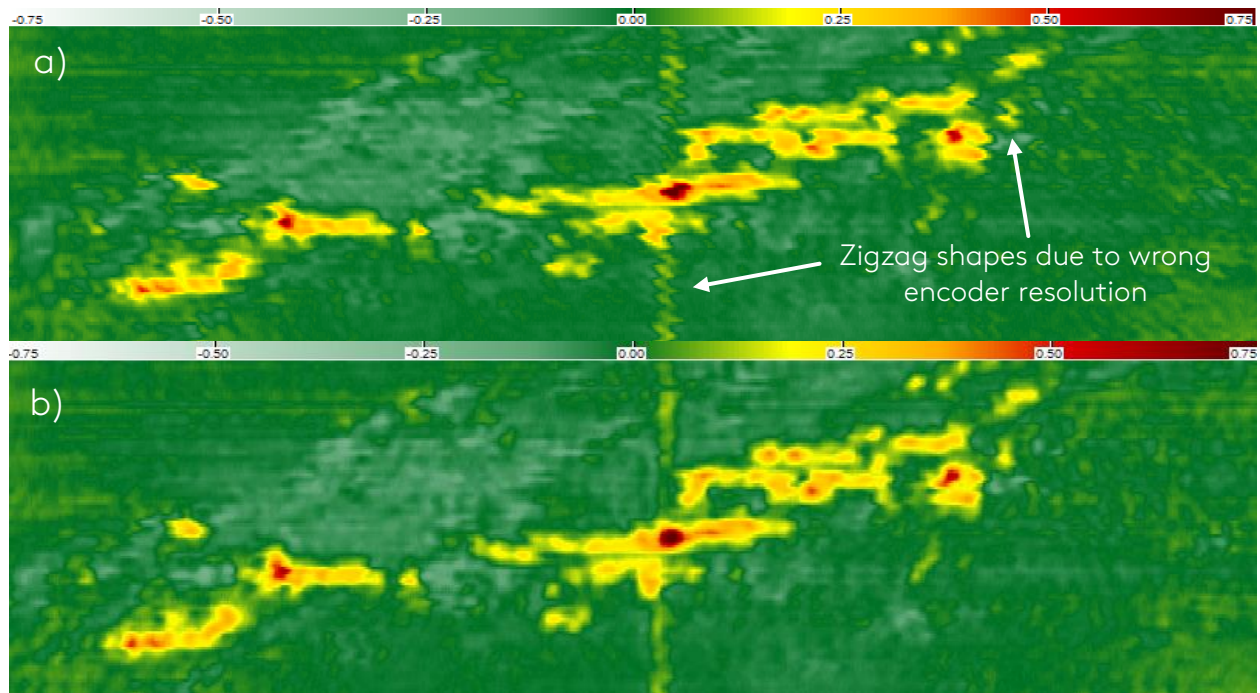 -0.75 -0.50 -0.25 0.00 0.25 0.50 0.75
a)
Zigzag shapes due to wrong
encoder resolution
-0.75 -0.50 -0.25 0.00 0.25 0.50 0.75
b)